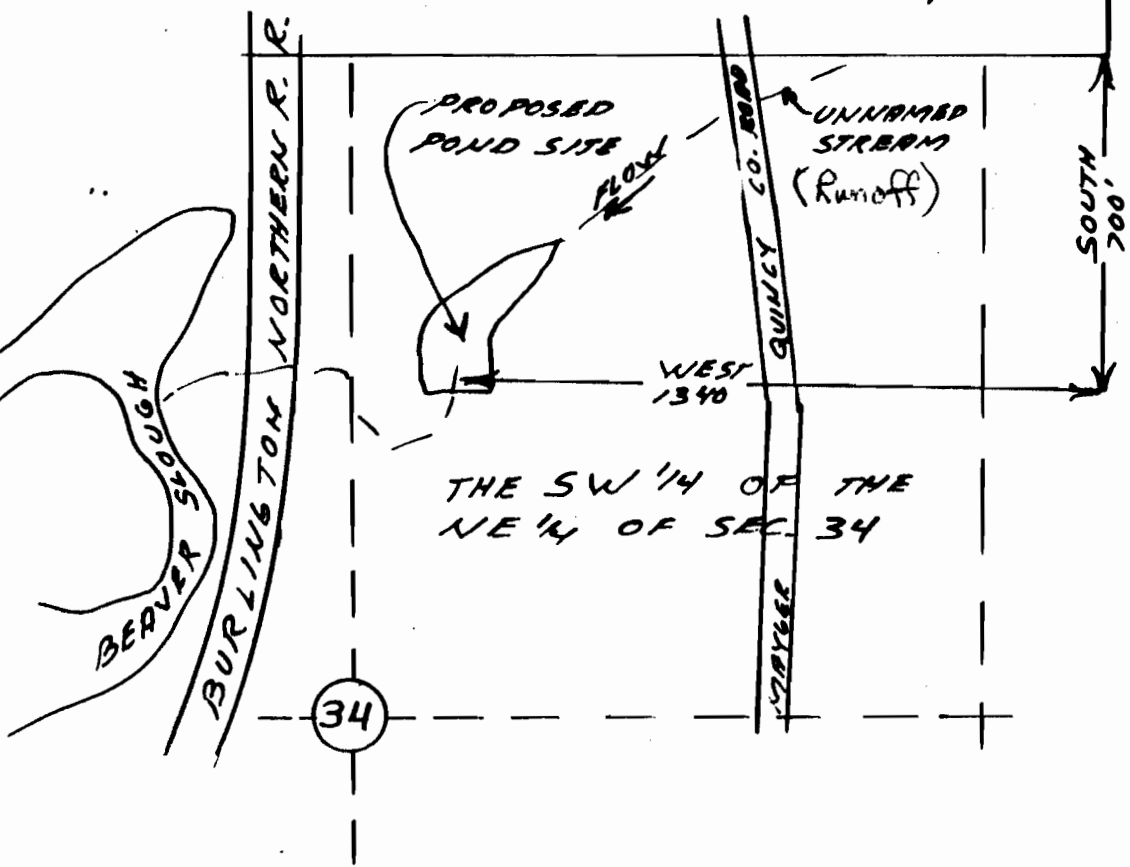 BURLINGTON NORTHERN R. R.
PROPOSED
POND SITE
FLOW
UNNAMED
STREAM
(Runoff)
SOUTH
700'
MAYGER QUINCY CO. ROAD
WEST
1340
BEAVER SLOUGH
THE SW 1/4 OF THE
NE 1/4 OF SEC. 34
34